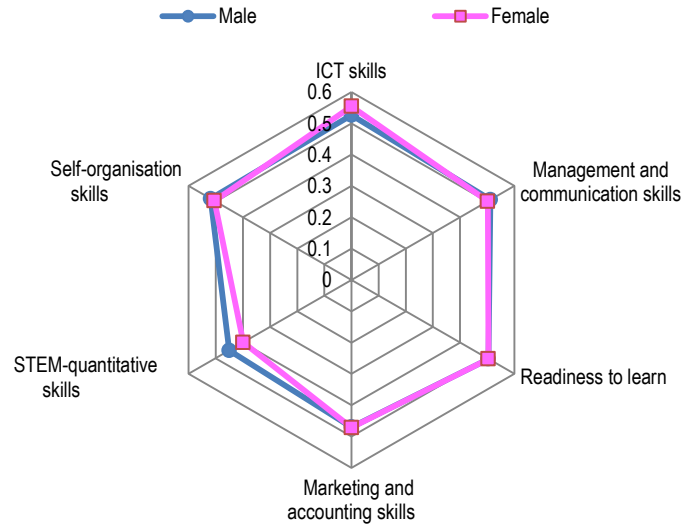 Male
Female
ICT skills
0.6
0.5
0.4
0.3
0.2
0.1
0
Management and
communication skills
Readiness to learn
Marketing and
accounting skills
STEM-quantitative
skills
Self-organisation
skills